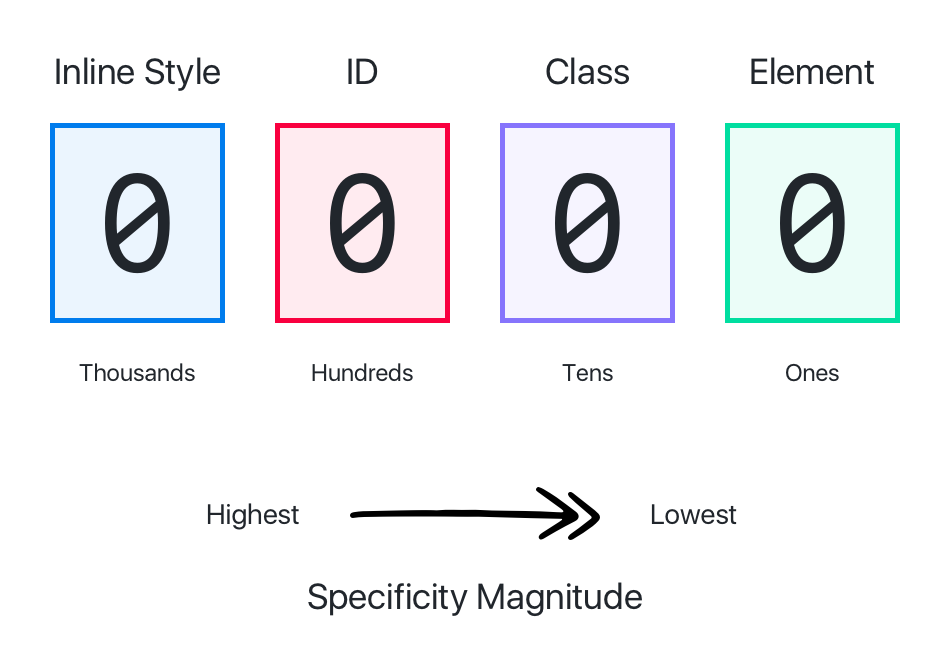 Inline Style ID Class Element
0 0 0 0
Thousands Hundreds Tens Ones
Highest Lowest
Specificity Magnitude